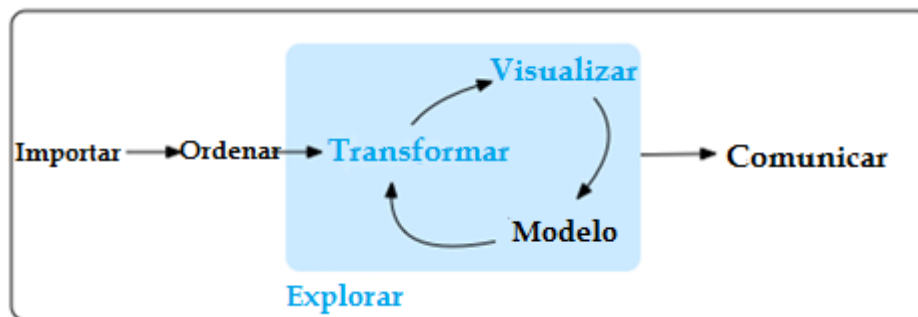 Visualizar
Importar
Ordenar
Transformar
Comunicar
Modelo
Explorar